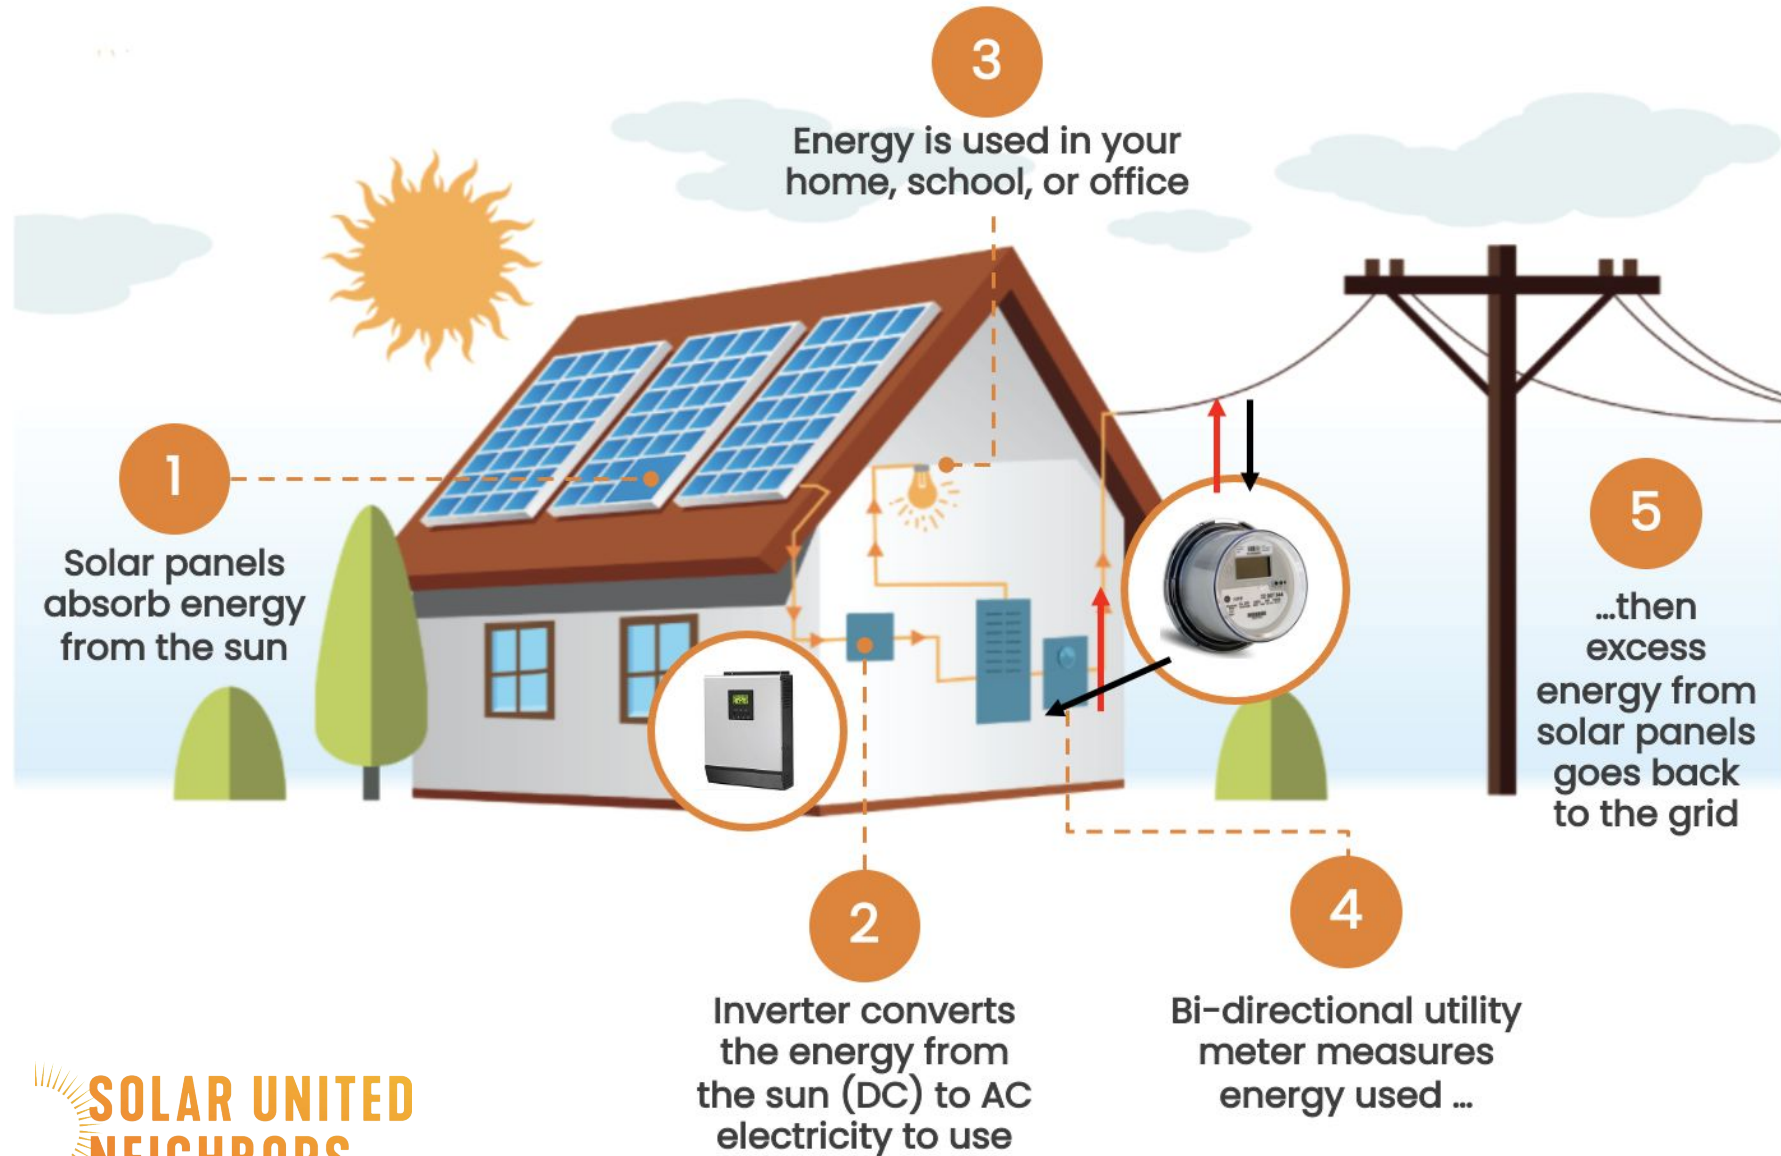 3
Energy is used in your
home, school, or office
1
Solar panels
absorb energy
from the sun
5
...then
excess
energy from
solar panels
goes back
to the grid
2
Inverter converts
the energy from
the sun (DC) to AC
electricity to use
4
Bi-directional utility
meter measures
energy used ...
SOLAR UNITED
NEIGHBORS